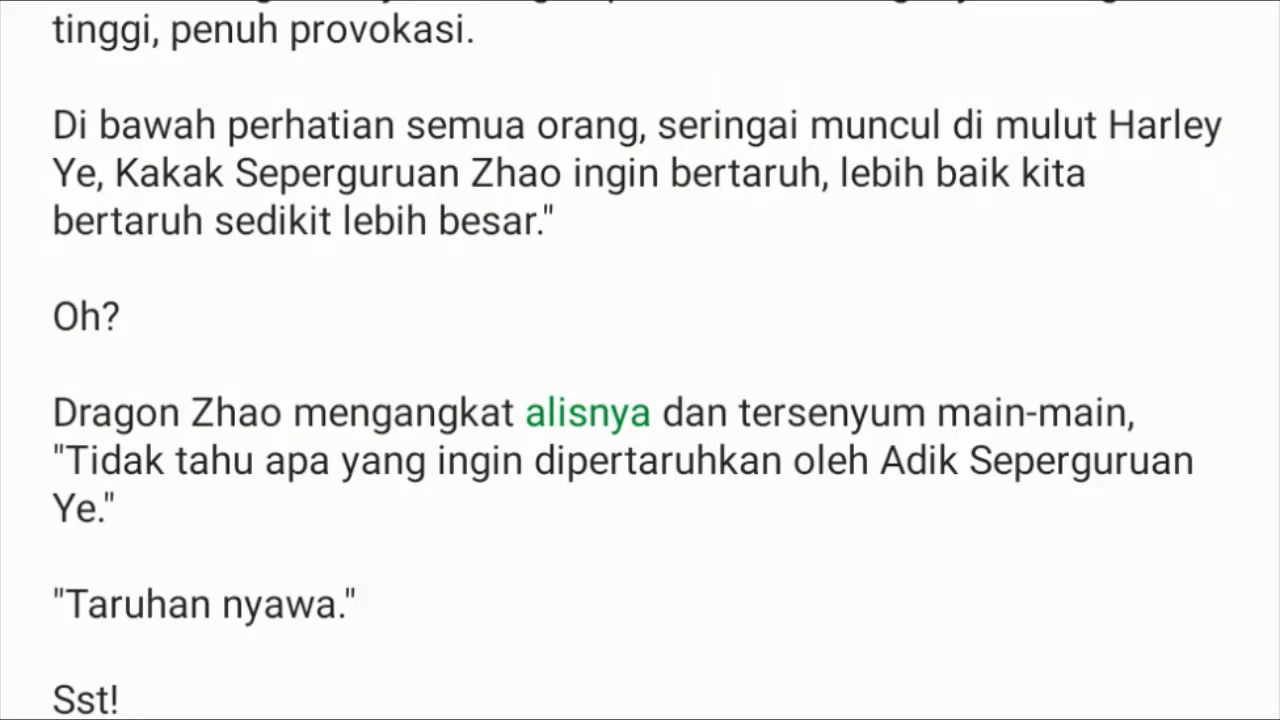 tinggi, penuh provokasi.
Di bawah perhatian semua orang, seringai muncul di mulut Harley
Ye, Kakak Seperguruan Zhao ingin bertaruh, lebih baik kita
bertaruh sedikit lebih besar."
Oh?
Dragon Zhao mengangkat alisnya dan tersenyum main-main,
"Tidak tahu apa yang ingin dipertaruhkan oleh Adik Seperguruan
Ye."
"Taruhan nyawa."
Sst!